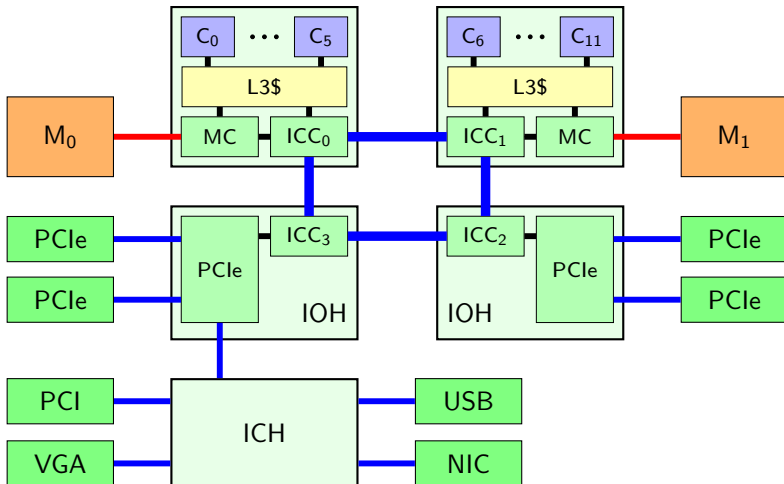 C0 ··· C5
C6 ··· C11
L3$
L3$
M0
MC
ICC0
ICC1
MC
M1
PCIe
ICC3
ICC2
PCIe
PCIe
PCIe
PCIe
PCIe
IOH
IOH
PCI
ICH
USB
VGA
NIC